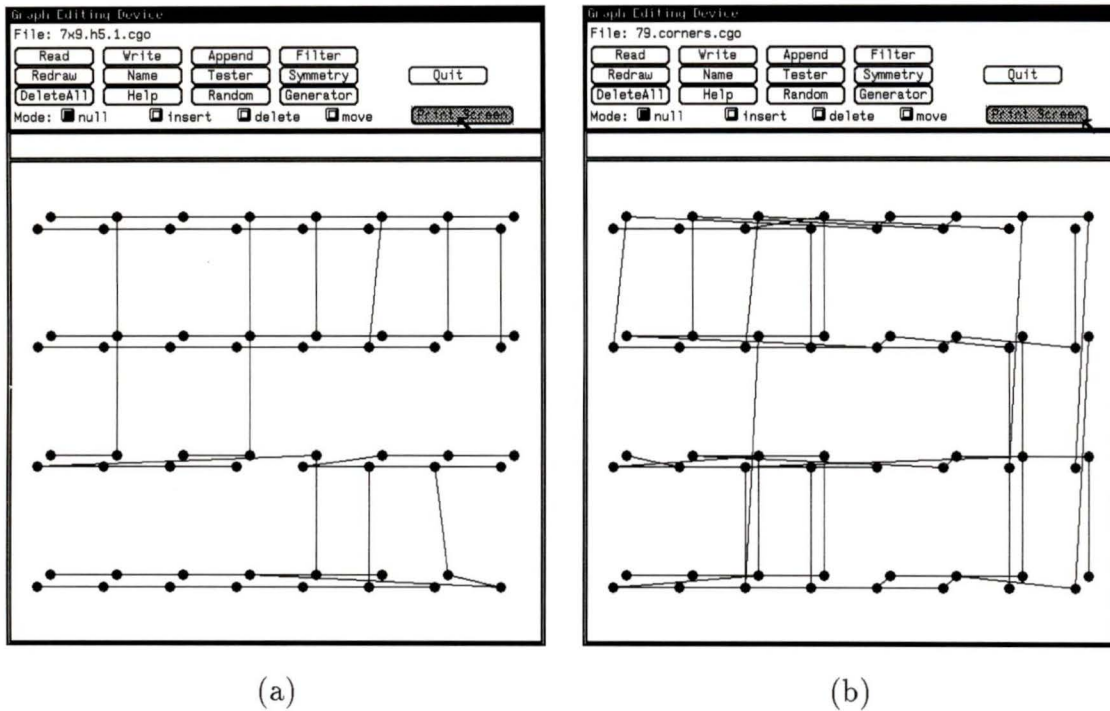 Graph Editing Device
File: 7x9.h5.1.cgo
Read Write Append Filter
Redraw Name Tester Symmetry Quit
DeleteAll Help Random Generator
Mode: null insert delete move Print Screen
(a)
Graph Editing Device
File: 79.corners.cgo
Read Write Append Filter
Redraw Name Tester Symmetry Quit
DeleteAll Help Random Generator
Mode: null insert delete move Print Screen
(b)